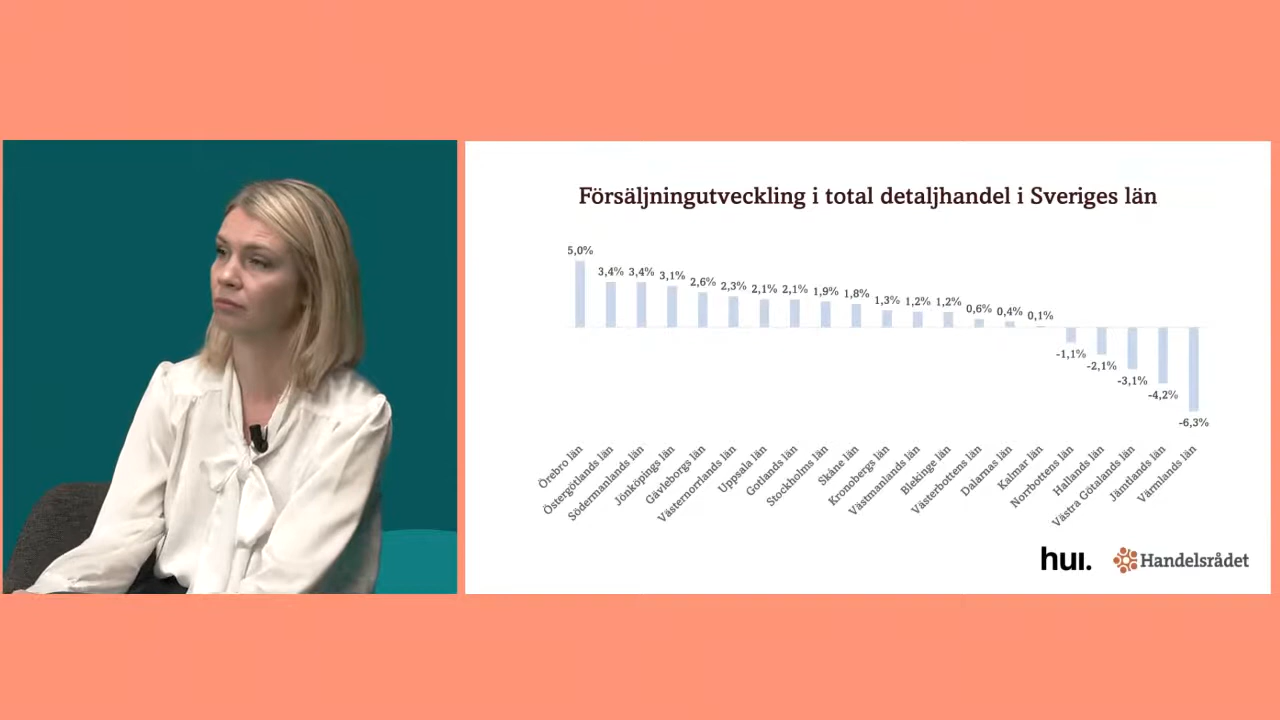 Försäljningutveckling i total detaljhandel i Sveriges län
5,0%
3,4%
3,4%
3,1%
2,6%
2,3%
2,1%
2,1%
1,9%
1,8%
1,3%
1,2%
1,2%
0,6%
0,4%
0,1%
-1,1%
-2,1%
-3,1%
-4,2%
-6,3%
Örebro län
Östergötlands län
Södermanlands län
Jönköpings län
Gävleborgs län
Västernorrlands län
Uppsala län
Gotlands län
Stockholms län
Skåne län
Kronobergs län
Västmanlands län
Blekinge län
Västerbottens län
Dalarnas län
Kalmar län
Norrbottens län
Hallands län
Västra Götalands län
Jämtlands län
Värmlands län
hui.
Handelsrådet